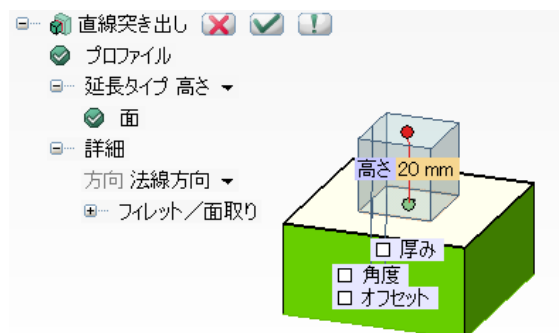 直線突き出し
プロファイル
延長タイプ 高さ
面
詳細
方向 法線方向
フィレット／面取り
高さ 20 mm
厚み
角度
オフセット